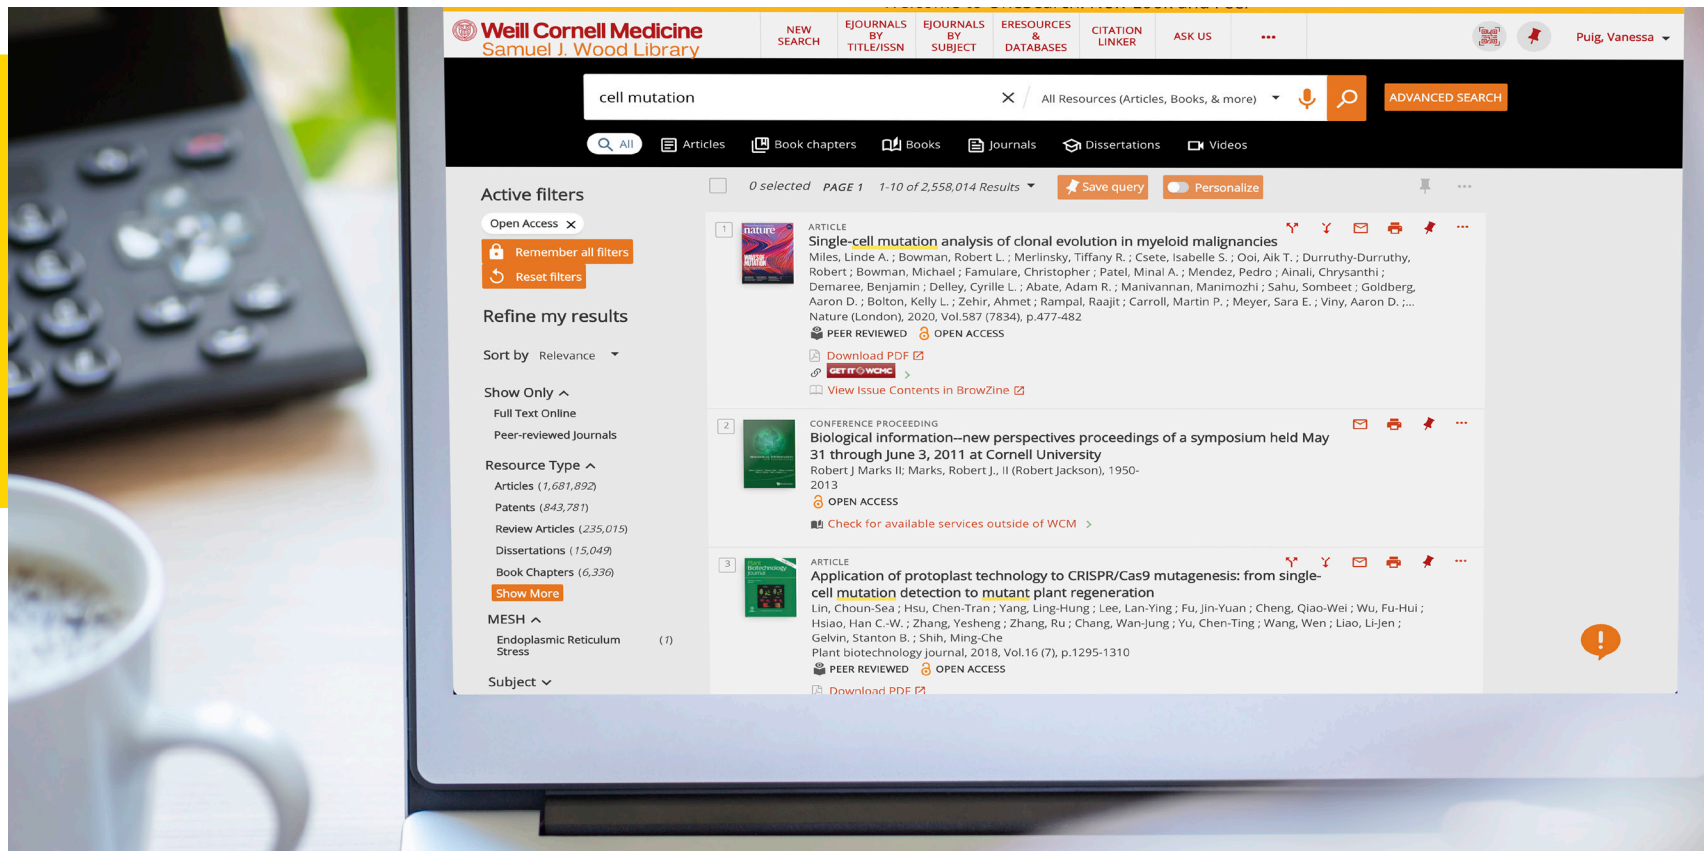 Weill Cornell Medicine
Samuel J. Wood Library
NEW SEARCH
EJOURNALS BY TITLE/ISSN
EJOURNALS BY SUBJECT
ERESOURCES & DATABASES
CITATION LINKER
ASK US
Puig, Vanessa
cell mutation
All Resources (Articles, Books, & more)
ADVANCED SEARCH
All
Articles
Book chapters
Books
Journals
Dissertations
Videos
Active filters
Open Access
Remember all filters
Reset filters
Refine my results
Sort by Relevance
Show Only
Full Text Online
Peer-reviewed Journals
Resource Type
Articles (1,681,892)
Patents (843,781)
Review Articles (235,015)
Dissertations (15,049)
Book Chapters (6,336)
Show More
MESH
Endoplasmic Reticulum (1)
Stress
Subject
0 selected PAGE 1 1-10 of 2,558,014 Results
Save query
Personalize
1
nature
ARTICLE
Single-cell mutation analysis of clonal evolution in myeloid malignancies
Miles, Linde A. ; Bowman, Robert L. ; Merlinsky, Tiffany R. ; Csete, Isabelle S. ; Ooi, Aik T. ; Durruthy-Durruthy,
Robert ; Bowman, Michael ; Famulare, Christopher ; Patel, Minal A. ; Mendez, Pedro ; Ainali, Chrysanthi ;
Demaree, Benjamin ; Delley, Cyrille L. ; Abate, Adam R. ; Manivannan, Manimozhi ; Sahu, Sombeet ; Goldberg,
Aaron D. ; Bolton, Kelly L. ; Zehir, Ahmet ; Rampal, Raajit ; Carroll, Martin P. ; Meyer, Sara E. ; Viny, Aaron D. ;...
Nature (London), 2020, Vol.587 (7834), p.477-482
PEER REVIEWED OPEN ACCESS
Download PDF
GET IT @ WCMC
View Issue Contents in BrowZine
2
CONFERENCE PROCEEDING
Biological information--new perspectives proceedings of a symposium held May
31 through June 3, 2011 at Cornell University
Robert J Marks II; Marks, Robert J., II (Robert Jackson), 1950-
2013
OPEN ACCESS
Check for available services outside of WCM
3
Plant Biotechnology Journal
ARTICLE
Application of protoplast technology to CRISPR/Cas9 mutagenesis: from single-
cell mutation detection to mutant plant regeneration
Lin, Choun-Sea ; Hsu, Chen-Tran ; Yang, Ling-Hung ; Lee, Lan-Ying ; Fu, Jin-Yuan ; Cheng, Qiao-Wei ; Wu, Fu-Hui ;
Hsiao, Han C.-W. ; Zhang, Yesheng ; Zhang, Ru ; Chang, Wan-Jung ; Yu, Chen-Ting ; Wang, Wen ; Liao, Li-Jen ;
Gelvin, Stanton B. ; Shih, Ming-Che
Plant biotechnology journal, 2018, Vol.16 (7), p.1295-1310
PEER REVIEWED OPEN ACCESS
Download PDF